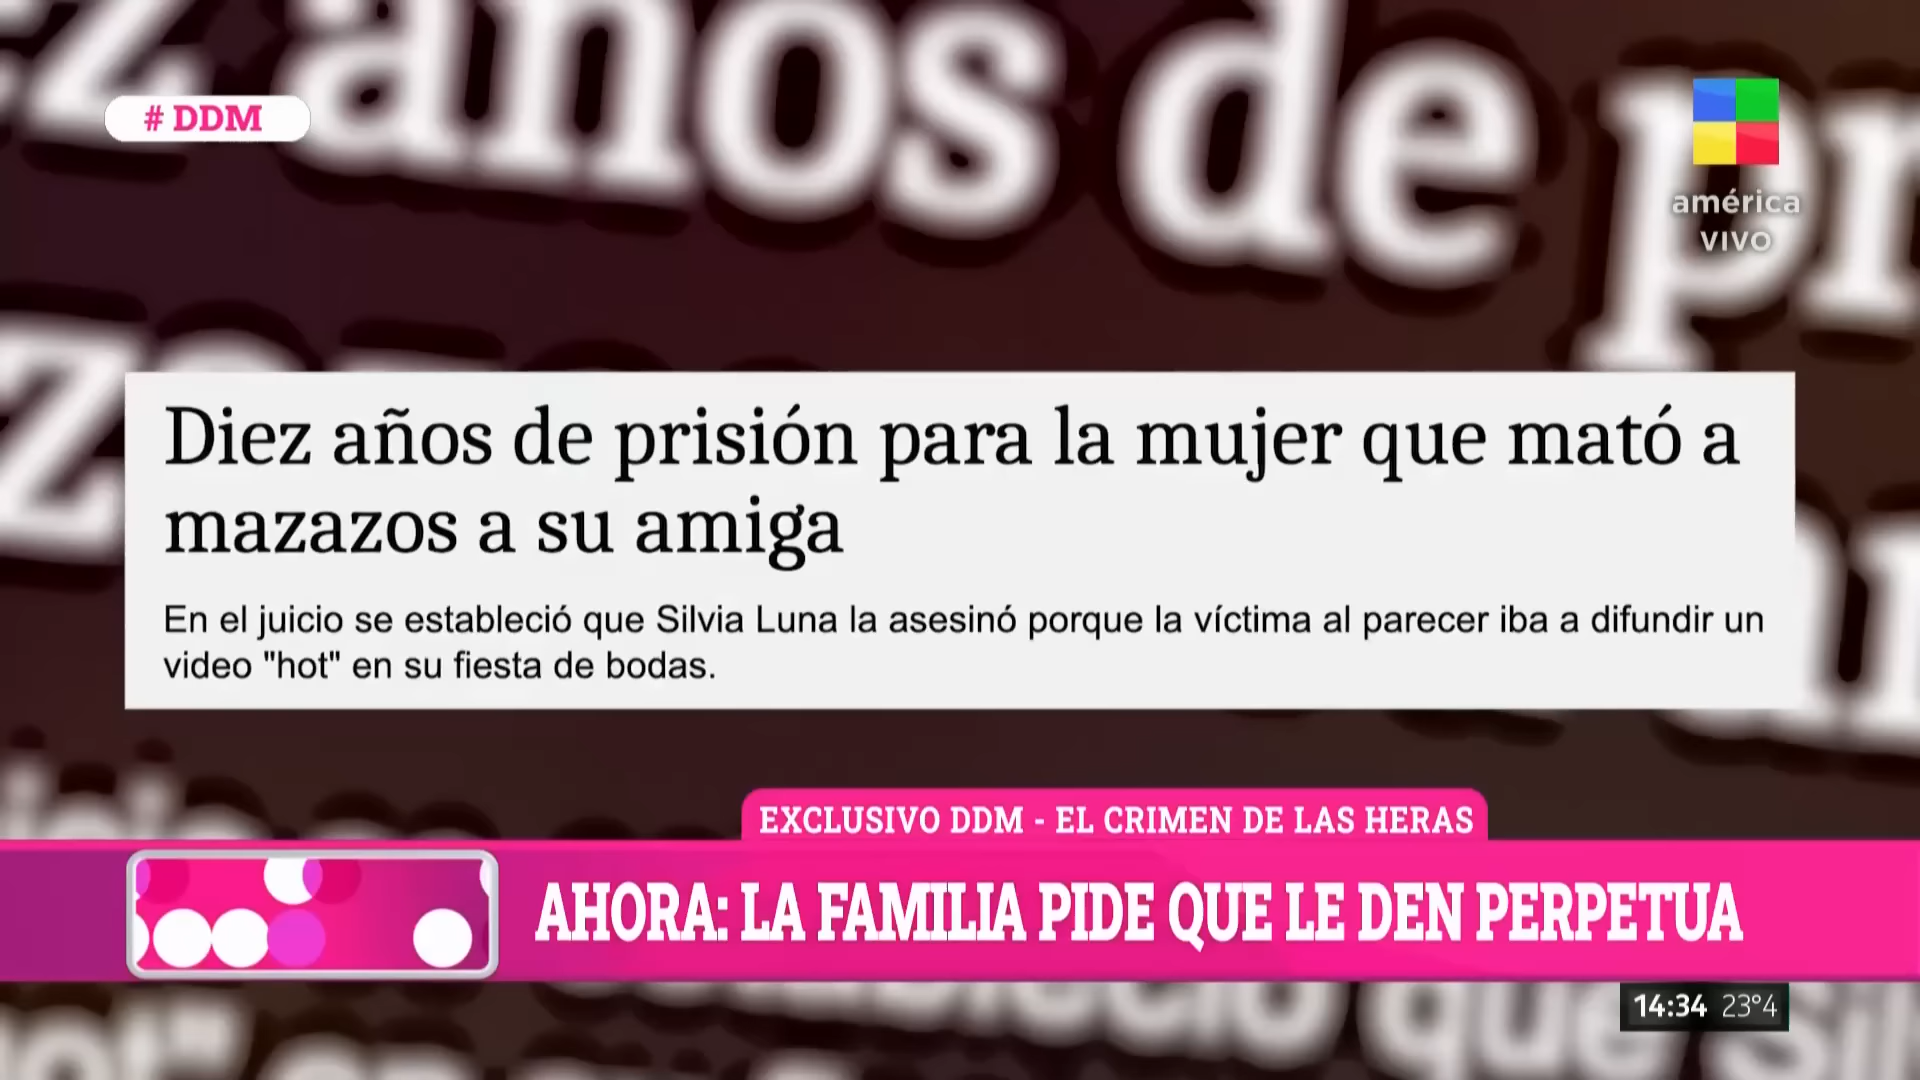 # DDM
américa
VIVO
Diez años de prisión para la mujer que mató a
mazazos a su amiga
En el juicio se estableció que Silvia Luna la asesinó porque la víctima al parecer iba a difundir un
video "hot" en su fiesta de bodas.
EXCLUSIVO DDM - EL CRIMEN DE LAS HERAS
AHORA: LA FAMILIA PIDE QUE LE DEN PERPETUA
14:34 23°4